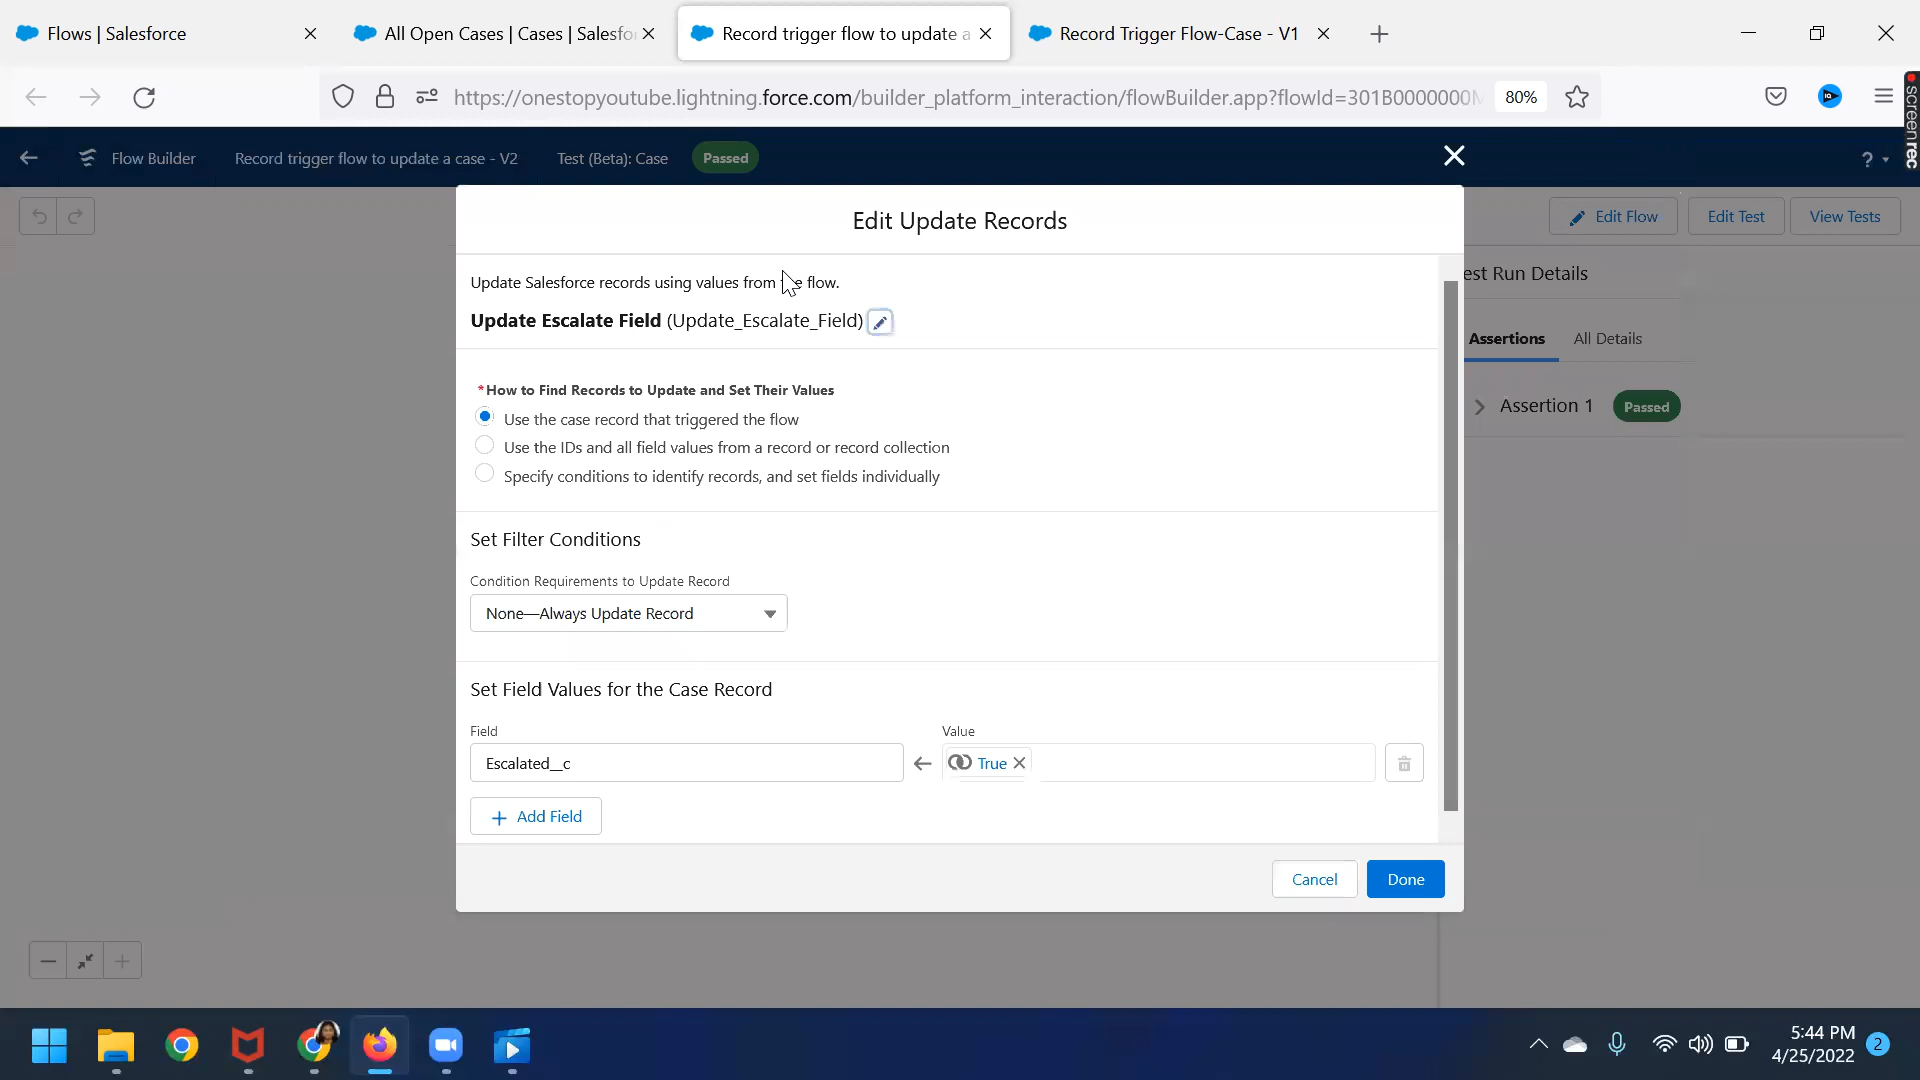 Flows | Salesforce
All Open Cases | Cases | Salesfo
Record trigger flow to update a
Record Trigger Flow-Case - V1
https://onestopyoutube.lightning.force.com/builder_platform_interaction/flowBuilder.app?flowId=301B0000000
80%
screenrec
Flow Builder
Record trigger flow to update a case - V2
Test (Beta): Case
Passed
?
Edit Update Records
Edit Flow
Edit Test
View Tests
Update Salesforce records using values from flow.
Update Escalate Field (Update_Escalate_Field)
est Run Details
Assertions
All Details
Assertion 1
Passed
*How to Find Records to Update and Set Their Values
Use the case record that triggered the flow
Use the IDs and all field values from a record or record collection
Specify conditions to identify records, and set fields individually
Set Filter Conditions
Condition Requirements to Update Record
None—Always Update Record
Set Field Values for the Case Record
Field
Value
Escalated__c
True
+ Add Field
Cancel
Done
5:44 PM
4/25/2022
2